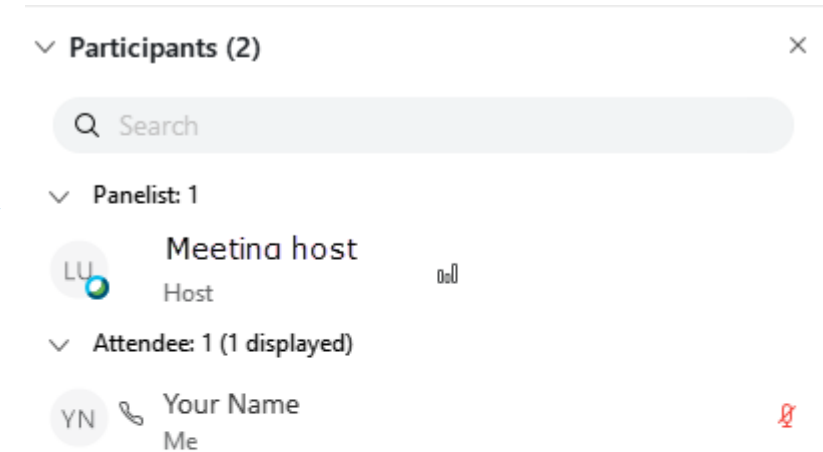 Participants (2)
Search
Panelist: 1
Meeting host
LU
Host
Attendee: 1 (1 displayed)
YN
Your Name
Me